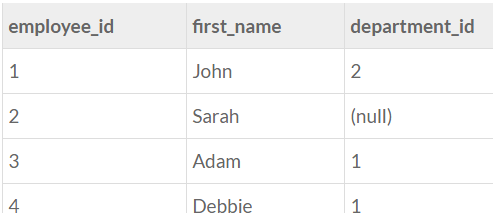 employee_id first_name department_id
1 John 2
2 Sarah (null)
3 Adam 1
4 Debbie 1